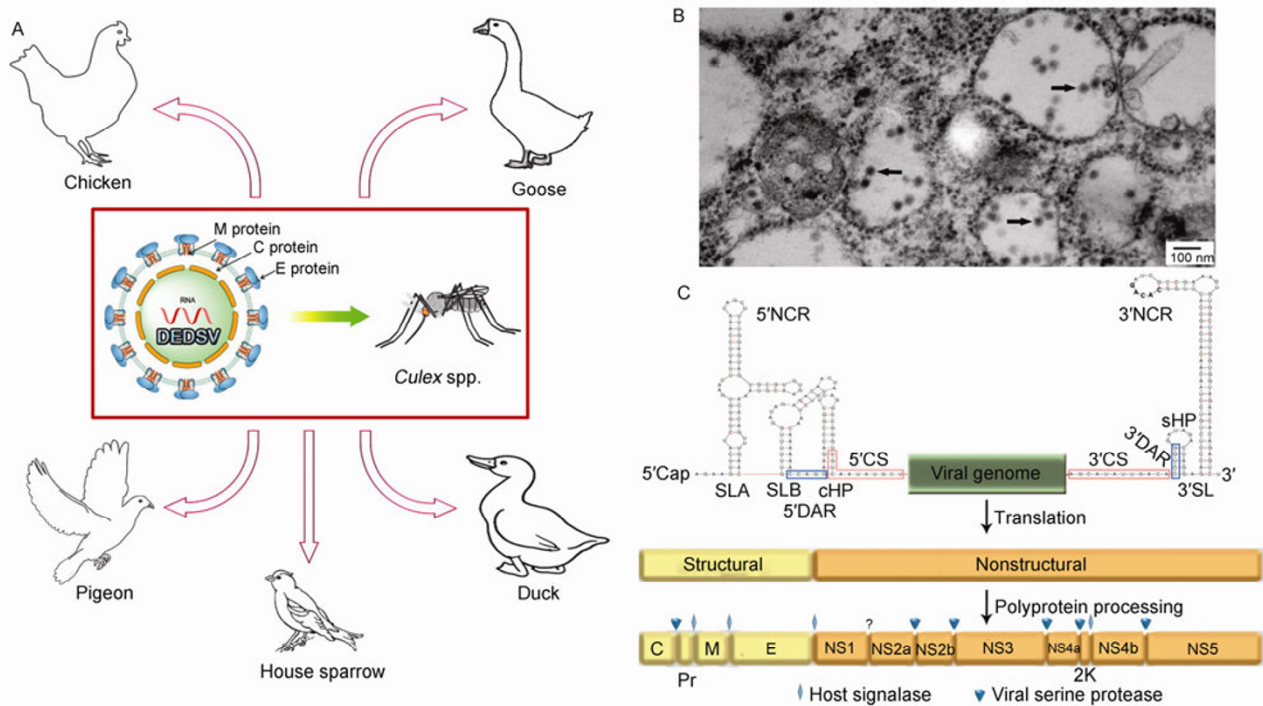 A
Chicken
Goose
M protein
C protein
E protein
RNA
DEDSV
Culex spp.
Pigeon
House sparrow
Duck
B
100 nm
C
5′NCR
3′NCR
sHP
3′DAR
5′Cap
5′CS
Viral genome
3′CS
3′
SLA
SLB
cHP
5′DAR
3′SL
Translation
Structural
Nonstructural
Polyprotein processing
?
C
M
E
NS1
NS2a
NS2b
NS3
NS4a
NS4b
NS5
Pr
2K
Host signalase
Viral serine protease